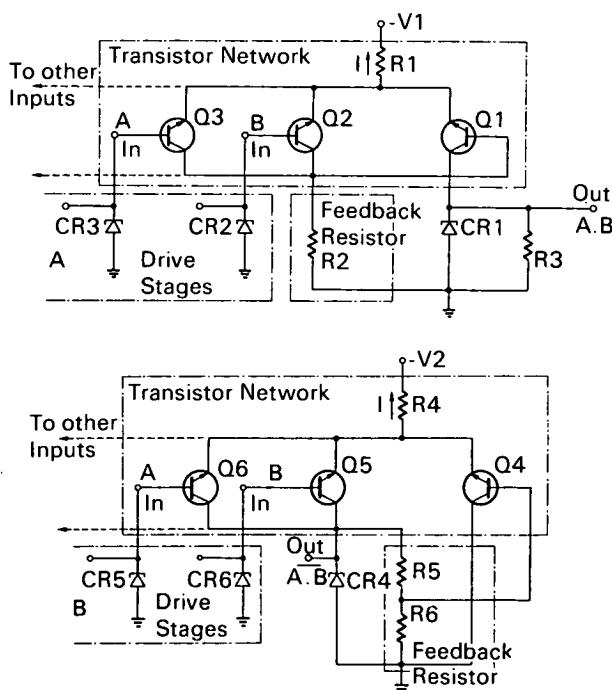 -V1
Transistor Network
I R1
To other
Inputs
A Q3 B Q2 Q1
In In
Out
A.B
CR3 CR2 Feedback
Resistor
R2 CR1 R3
A Drive
Stages
-V2
Transistor Network
I R4
To other
Inputs
A Q6 B Q5 Q4
In In
Out
A.B
CR5 CR6 CR4 R5
B Drive
Stages
R6
Feedback
Resistor